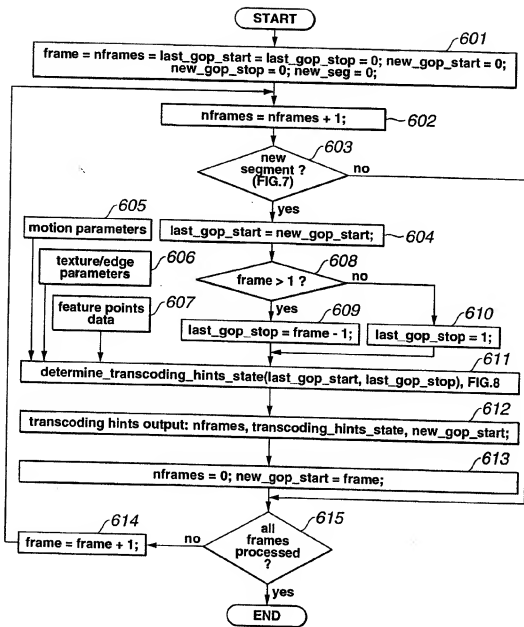 START
601
frame = nframes = last_gop_start = last_gop_stop = 0; new_gop_start = 0;
new_gop_stop = 0; new_seg = 0;
nframes = nframes + 1;
602
603
new
segment ?
(FIG.7)
no
yes
605
motion parameters
last_gop_start = new_gop_start;
604
606
texture/edge
parameters
608
frame > 1 ?
no
607
feature points
data
yes
609
610
last_gop_stop = frame - 1;
last_gop_stop = 1;
611
determine_transcoding_hints_state(last_gop_start, last_gop_stop), FIG.8
612
transcoding hints output: nframes, transcoding_hints_state, new_gop_start;
613
nframes = 0; new_gop_start = frame;
614
615
all
frames
processed
?
no
frame = frame + 1;
yes
END